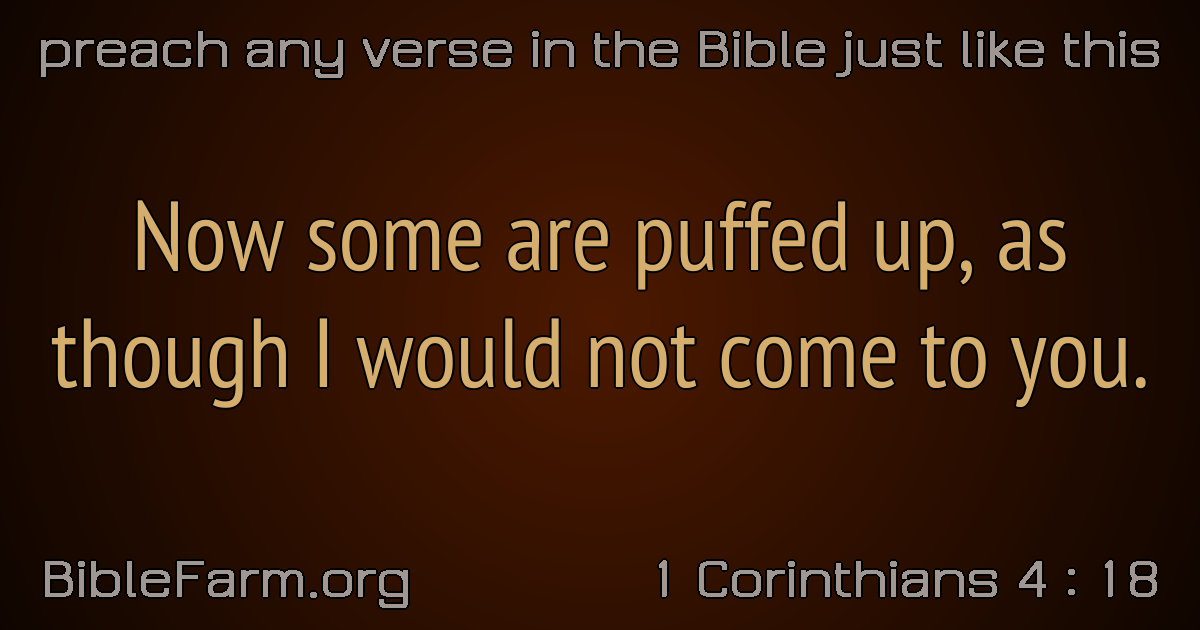 preach any verse in the Bible just like this
Now some are puffed up, as
though I would not come to you.
BibleFarm.org
1 Corinthians 4 : 18